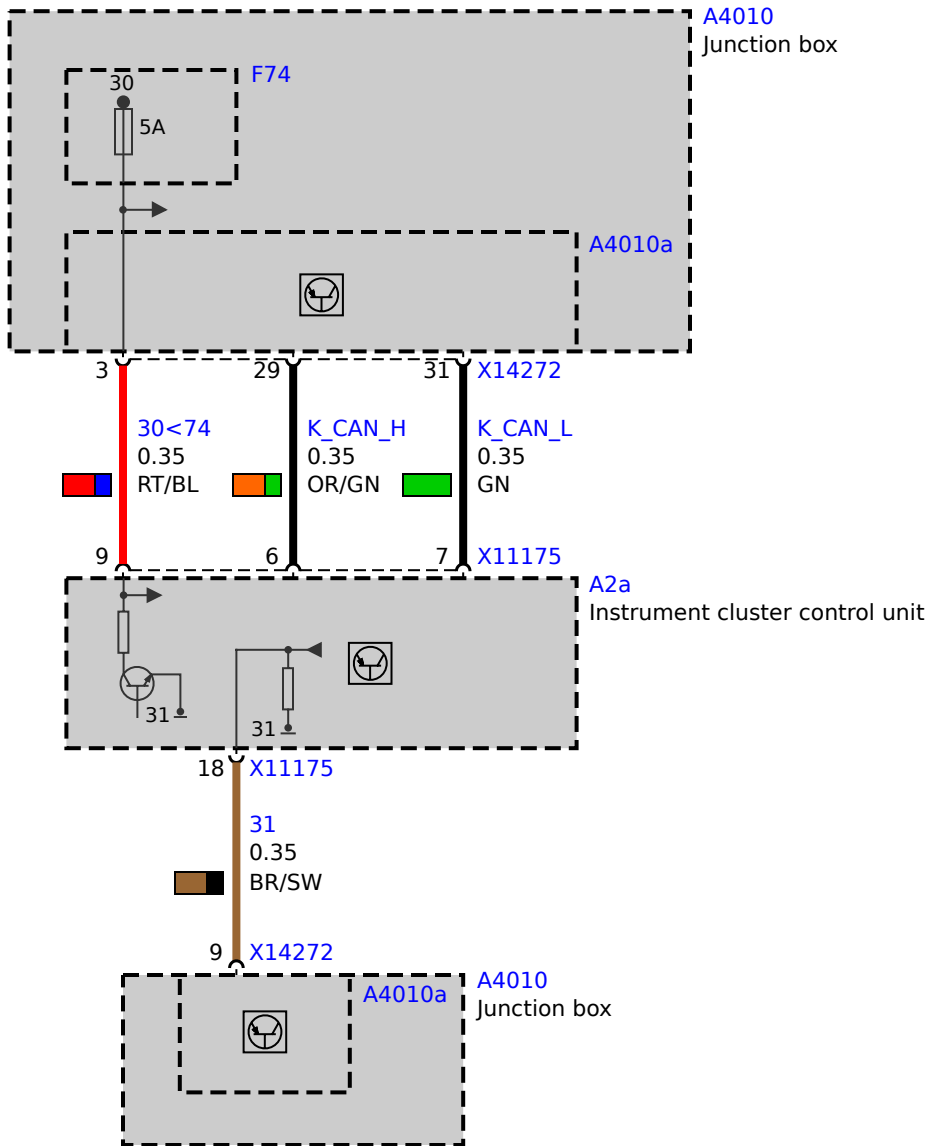 A4010
Junction box
F74
30
5A
A4010a
3
29
31
X14272
30<74
0.35
RT/BL
K_CAN_H
0.35
OR/GN
K_CAN_L
0.35
GN
9
6
7
X11175
A2a
Instrument cluster control unit
31
31
18
X11175
31
0.35
BR/SW
9
X14272
A4010a
A4010
Junction box